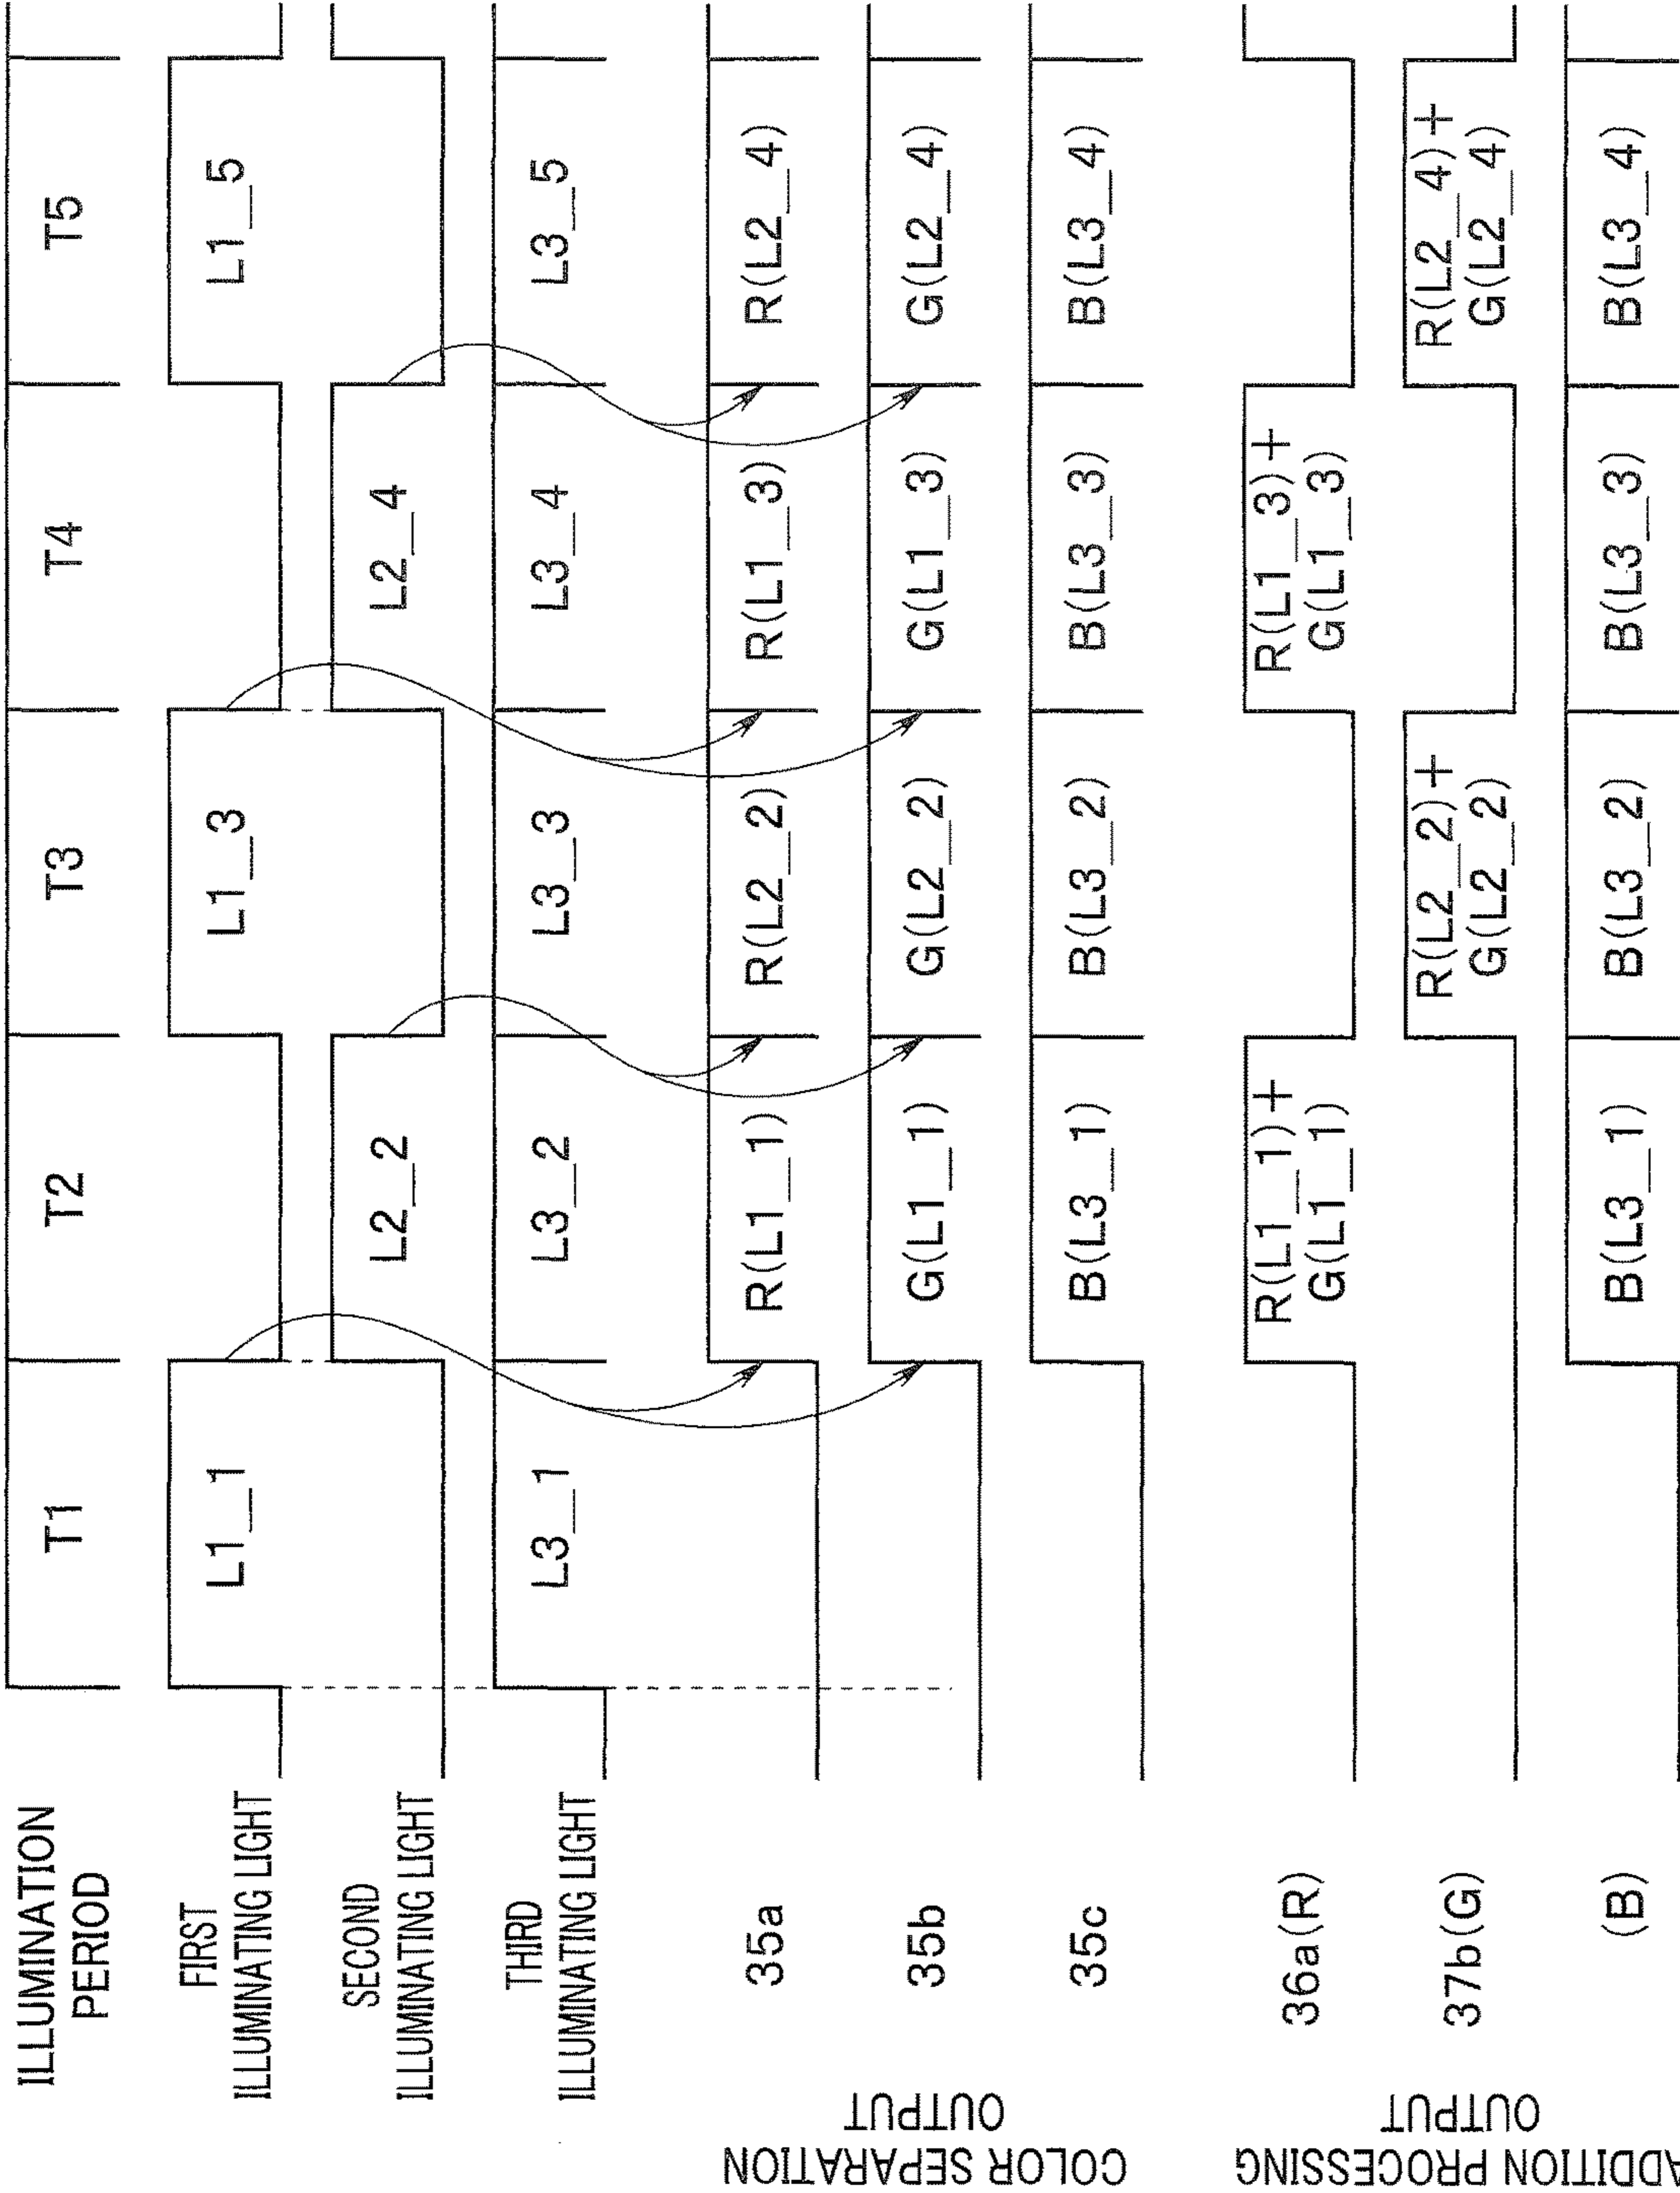 ILLUMINATION
PERIOD
T1 T2 T3 T4 T5
FIRST
ILLUMINATING LIGHT
L1_1 L1_3 L1_5
SECOND
ILLUMINATING LIGHT
L2_2 L2_4
THIRD
ILLUMINATING LIGHT
L3_1 L3_2 L3_3 L3_4 L3_5
COLOR SEPARATION
OUTPUT
35a
R(L1_1) R(L2_2) R(L1_3) R(L2_4)
35b
G(L1_1) G(L2_2) G(L1_3) G(L2_4)
35c
B(L3_1) B(L3_2) B(L3_3) B(L3_4)
ADDITION PROCESSING
OUTPUT
36a(R)
R(L1_1)+
G(L1_1)
R(L1_3)+
G(L1_3)
37b(G)
R(L2_2)+
G(L2_2)
R(L2_4)+
G(L2_4)
(B)
B(L3_1) B(L3_2) B(L3_3) B(L3_4)